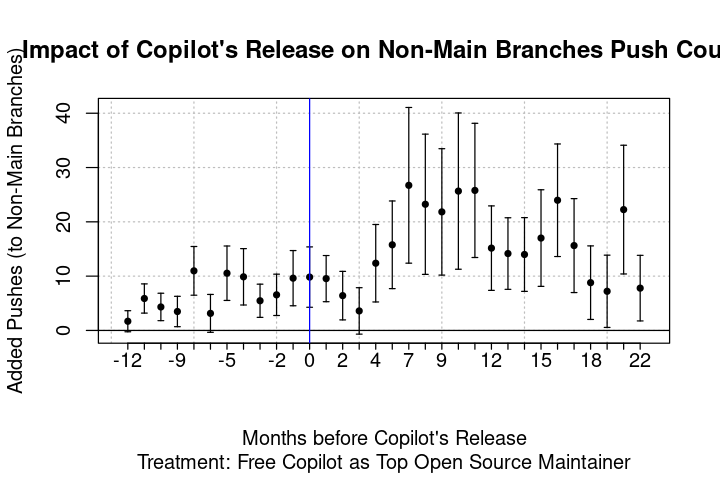 Impact of Copilot's Release on Non-Main Branches Push Cou
Added Pushes (to Non-Main Branches)
40
30
20
10
0
-12 -9 -5 -2 0 2 4 7 9 12 15 18 22
Months before Copilot's Release
Treatment: Free Copilot as Top Open Source Maintainer